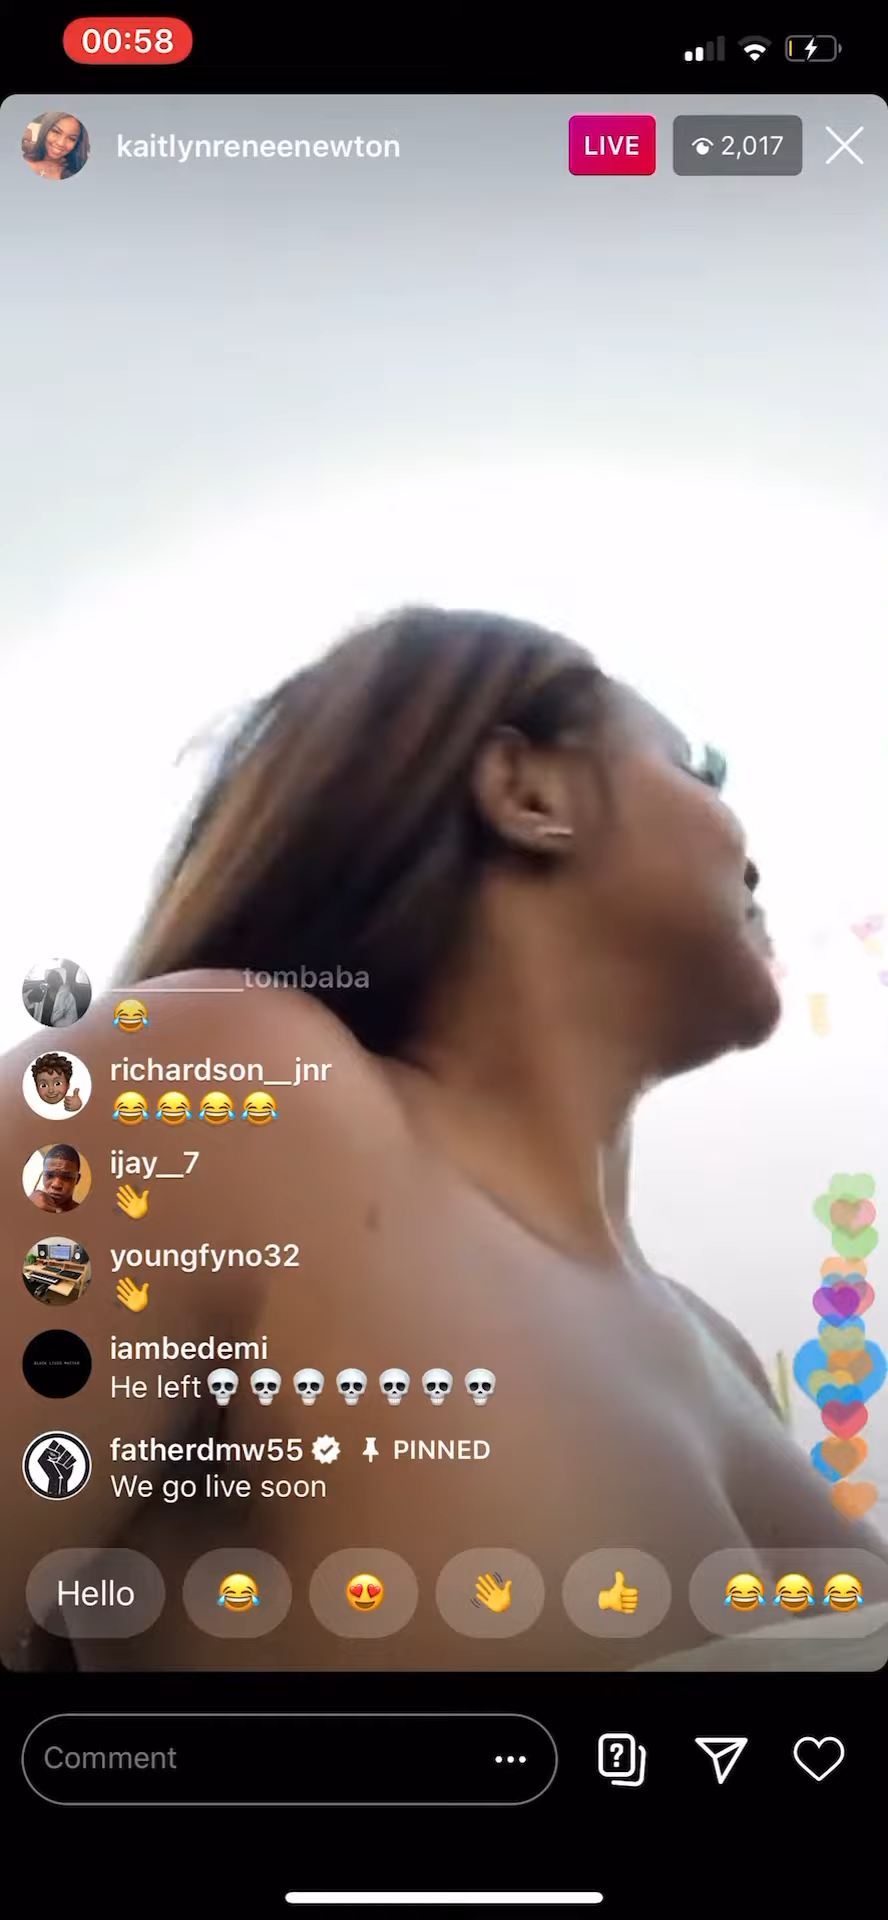 00:58
kaitlynreneenewton
LIVE
2,017
________tombaba
😂
richardson__jnr
😂😂😂😂
ijay__7
👋
youngfyno32
👋
iambedemi
He left💀💀💀💀💀💀💀
fatherdmw55 PINNED
We go live soon
Hello 😂 😍 👋 👍 😂😂😂
Comment